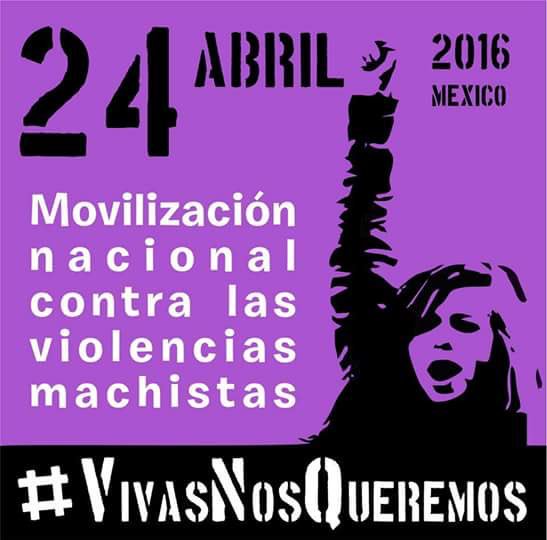 24 ABRIL 2016
MEXICO
Movilización
nacional
contra las
violencias
machistas
#VIVASNOSQUEREMOS